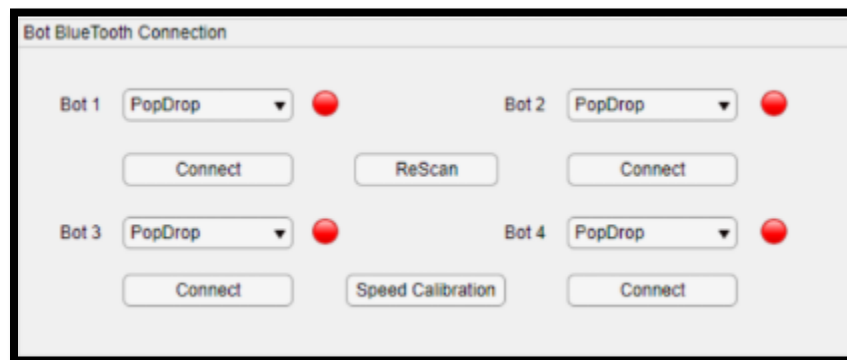 Bot BlueTooth Connection
Bot 1 PopDrop Bot 2 PopDrop
Connect ReScan Connect
Bot 3 PopDrop Bot 4 PopDrop
Connect Speed Calibration Connect